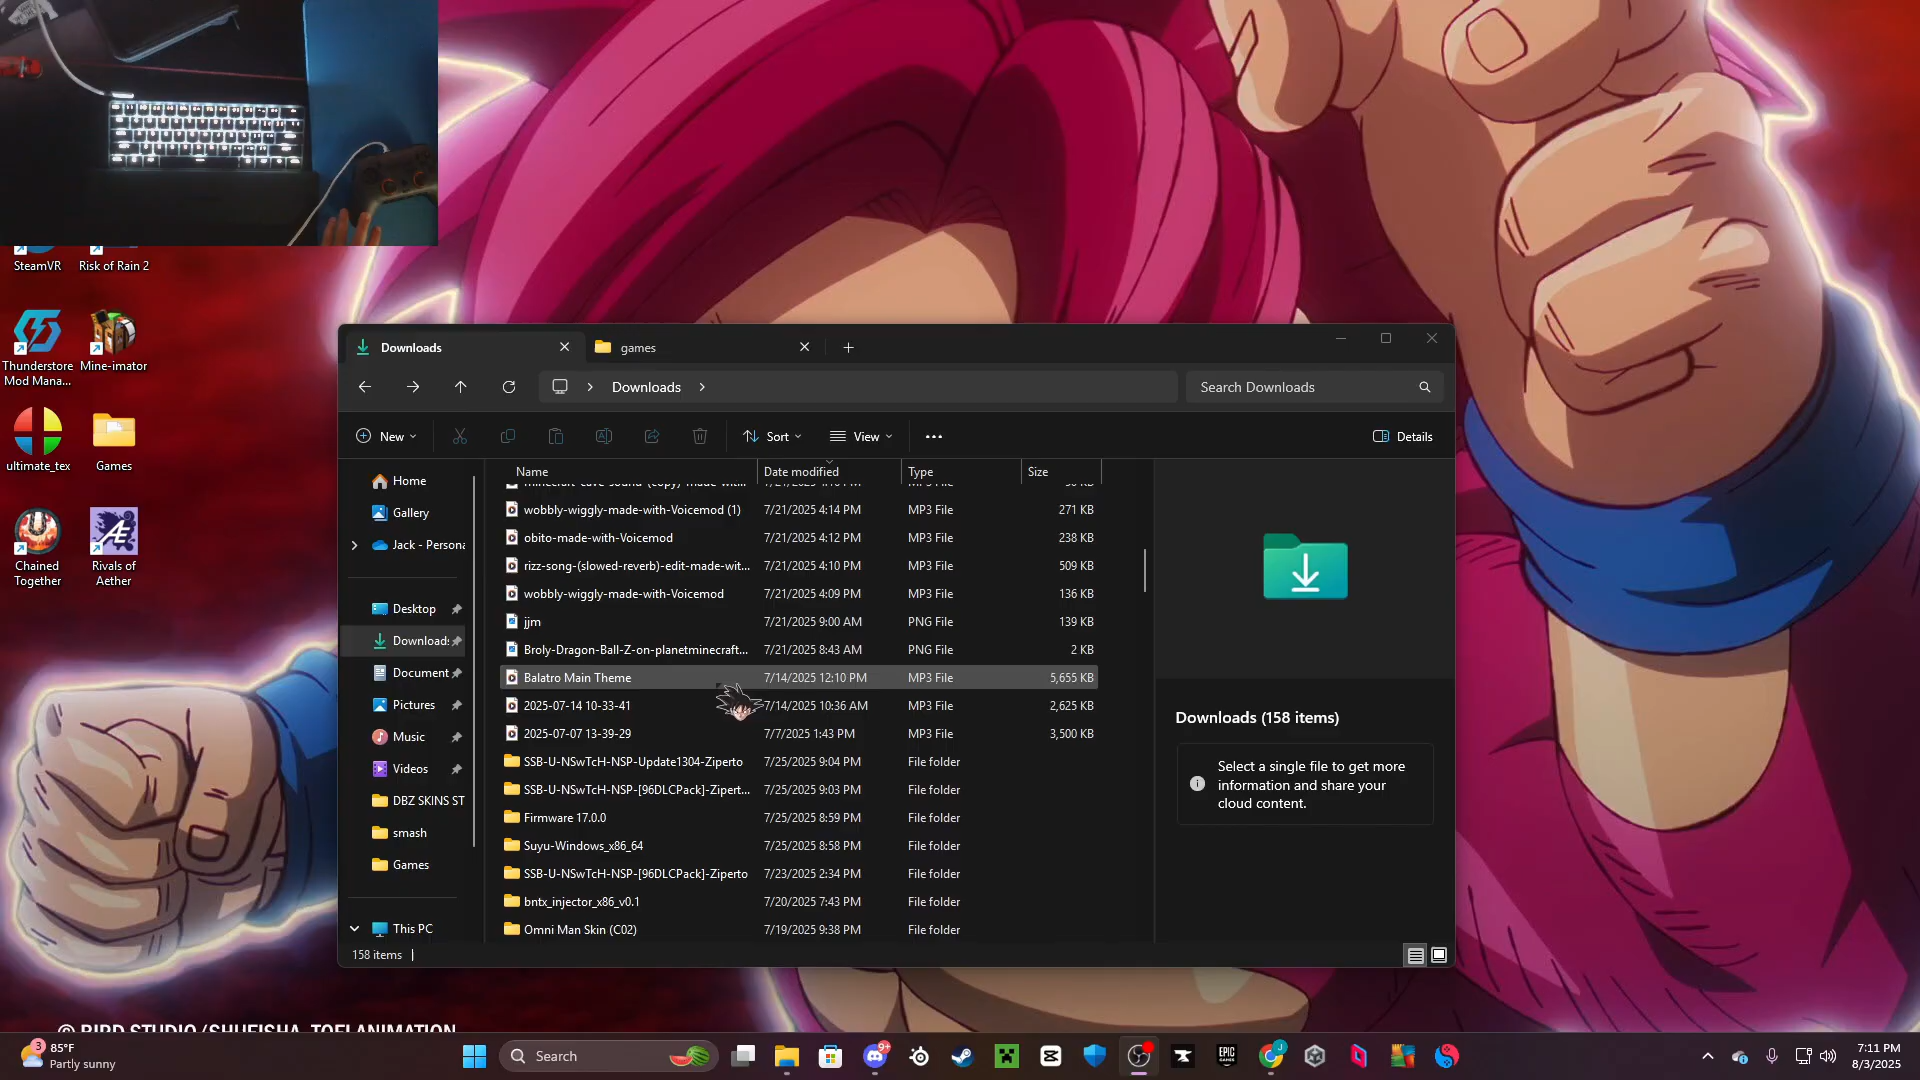 SteamVR
Risk of Rain 2
Thunderstore
Mod Mana...
Mine-imator
ultimate_tex
Games
Chained
Together
Rivals of
Aether
Downloads
games
Downloads
Search Downloads
New
Sort
View
Details
Name
Date modified
Type
Size
Home
Gallery
Jack - Persona
Desktop
Downloads
Document
Pictures
Music
Videos
DBZ SKINS ST
smash
Games
This PC
wobbly-wiggly-made-with-Voicemod (1) 7/21/2025 4:14 PM MP3 File 271 KB
obito-made-with-Voicemod 7/21/2025 4:12 PM MP3 File 238 KB
rizz-song-(slowed-reverb)-edit-made-wit... 7/21/2025 4:10 PM MP3 File 509 KB
wobbly-wiggly-made-with-Voicemod 7/21/2025 4:09 PM MP3 File 136 KB
jjm 7/21/2025 9:00 AM PNG File 139 KB
Broly-Dragon-Ball-Z-on-planetminecraft... 7/21/2025 8:43 AM PNG File 2 KB
Balatro Main Theme 7/14/2025 12:10 PM MP3 File 5,655 KB
2025-07-14 10-33-41 7/14/2025 10:36 AM MP3 File 2,625 KB
2025-07-07 13-39-29 7/7/2025 1:43 PM MP3 File 3,500 KB
SSB-U-NSwTcH-NSP-Update1304-Ziperto 7/25/2025 9:04 PM File folder
SSB-U-NSwTcH-NSP-[96DLCPack]-Zipert... 7/25/2025 9:03 PM File folder
Firmware 17.0.0 7/25/2025 8:59 PM File folder
Suyu-Windows_x86_64 7/25/2025 8:58 PM File folder
SSB-U-NSwTcH-NSP-[96DLCPack]-Ziperto 7/23/2025 2:34 PM File folder
bntx_injector_x86_v0.1 7/20/2025 7:43 PM File folder
Omni Man Skin (C02) 7/19/2025 9:38 PM File folder
Downloads (158 items)
Select a single file to get more
information and share your
cloud content.
158 items
© BIRD STUDIO/SHUEISHA, TOEI ANIMATION
3
85°F
Partly sunny
Search
9+
EPIC
GAMES
J
7:11 PM
8/3/2025